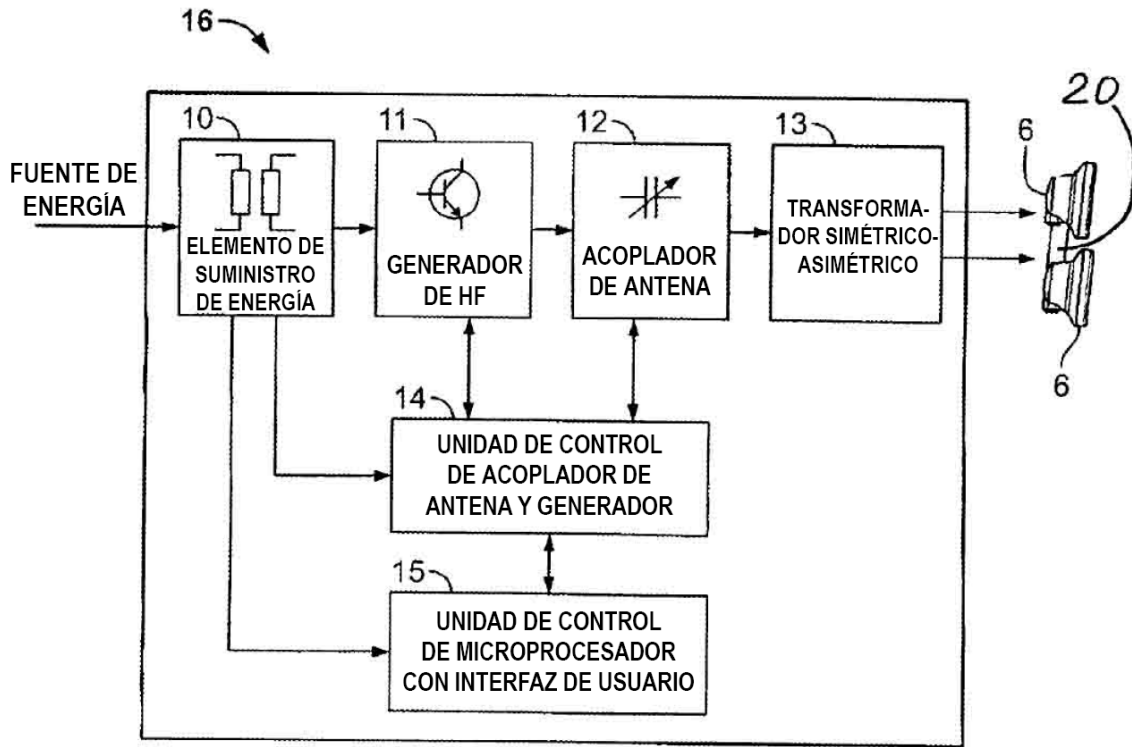 16
10
11
12
13
20
6
FUENTE DE
ENERGÍA
ELEMENTO DE
SUMINISTRO
DE ENERGÍA
GENERADOR
DE HF
ACOPLADOR
DE ANTENA
TRANSFORMA-
DOR SIMÉTRICO-
ASIMÉTRICO
6
14
UNIDAD DE CONTROL
DE ACOPLADOR DE
ANTENA Y GENERADOR
15
UNIDAD DE CONTROL
DE MICROPROCESADOR
CON INTERFAZ DE USUARIO